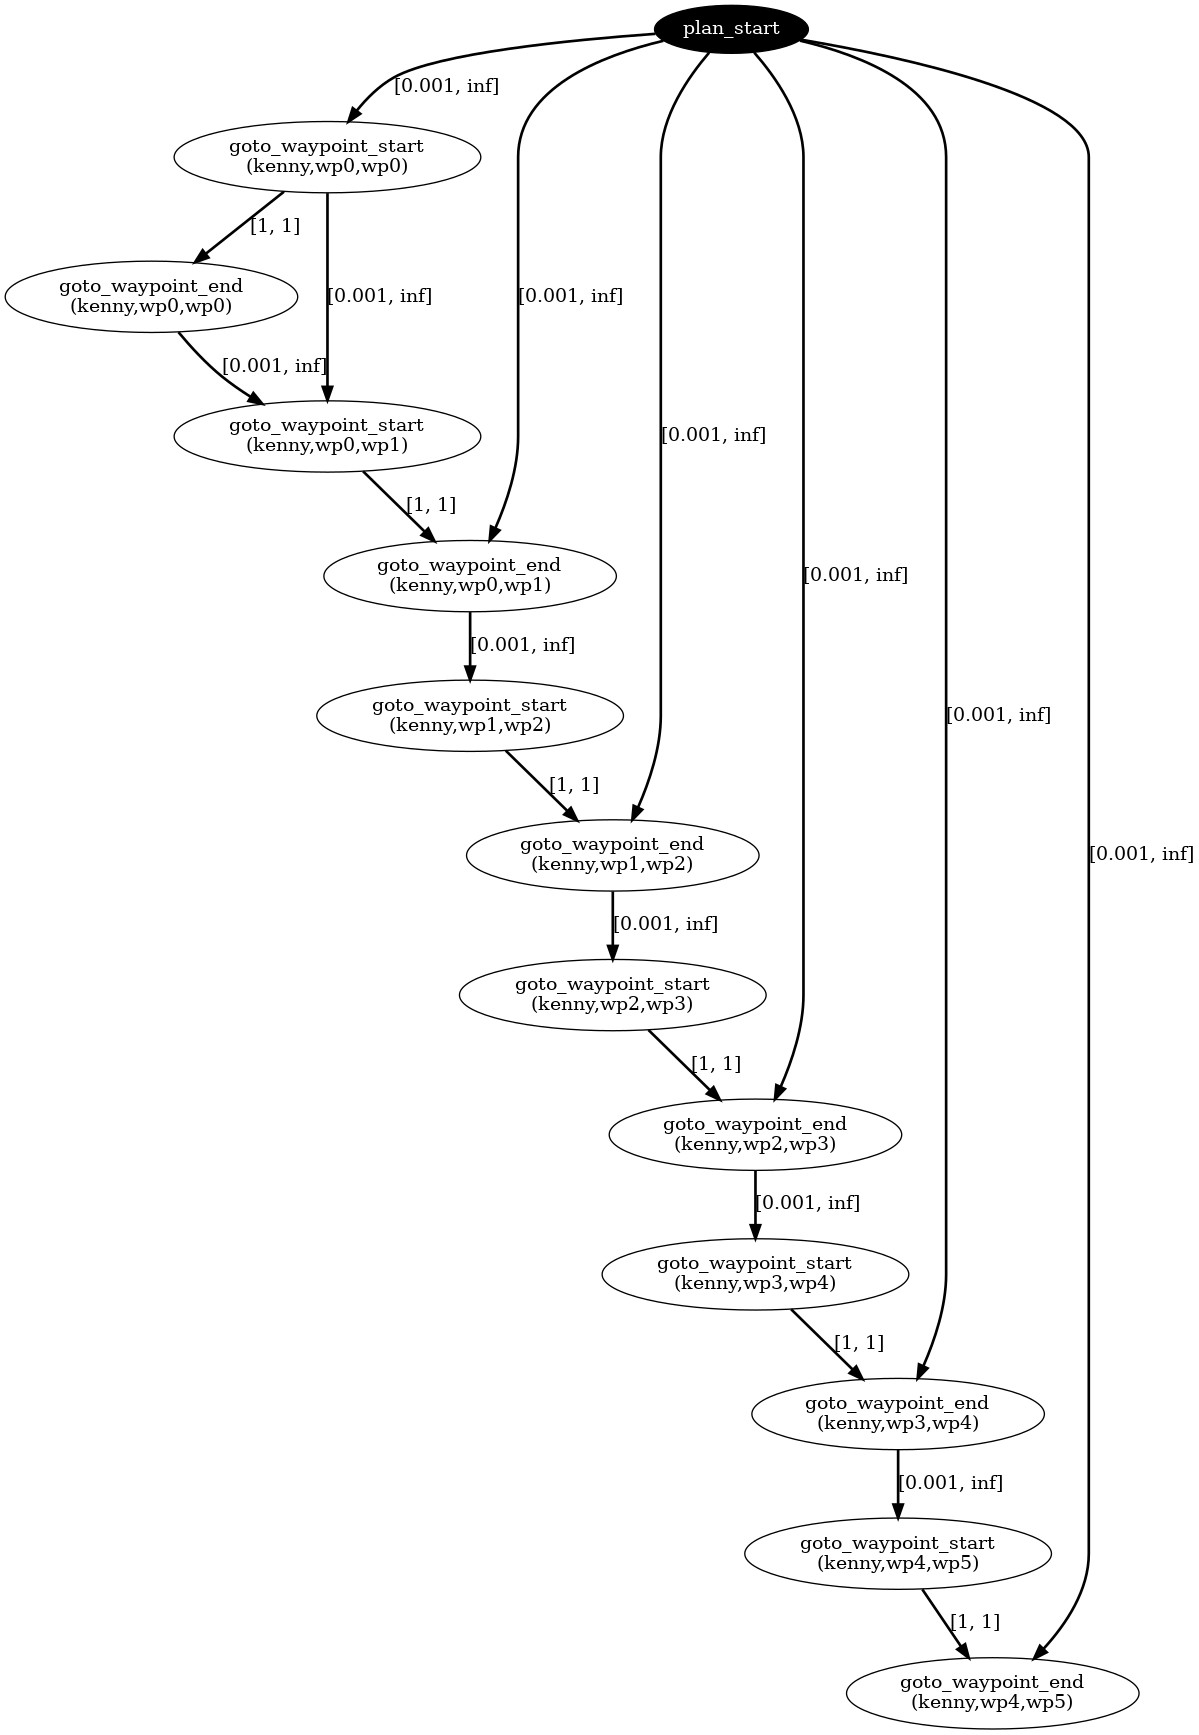 plan_start
[0.001, inf]
goto_waypoint_start
(kenny,wp0,wp0)
[1, 1]
goto_waypoint_end
(kenny,wp0,wp0)
[0.001, inf]
[0.001, inf]
[0.001, inf]
goto_waypoint_start
(kenny,wp0,wp1)
[0.001, inf]
[1, 1]
goto_waypoint_end
(kenny,wp0,wp1)
[0.001, inf]
[0.001, inf]
goto_waypoint_start
(kenny,wp1,wp2)
[0.001, inf]
[1, 1]
goto_waypoint_end
(kenny,wp1,wp2)
[0.001, inf]
[0.001, inf]
goto_waypoint_start
(kenny,wp2,wp3)
[1, 1]
goto_waypoint_end
(kenny,wp2,wp3)
[0.001, inf]
goto_waypoint_start
(kenny,wp3,wp4)
[1, 1]
goto_waypoint_end
(kenny,wp3,wp4)
[0.001, inf]
goto_waypoint_start
(kenny,wp4,wp5)
[1, 1]
goto_waypoint_end
(kenny,wp4,wp5)